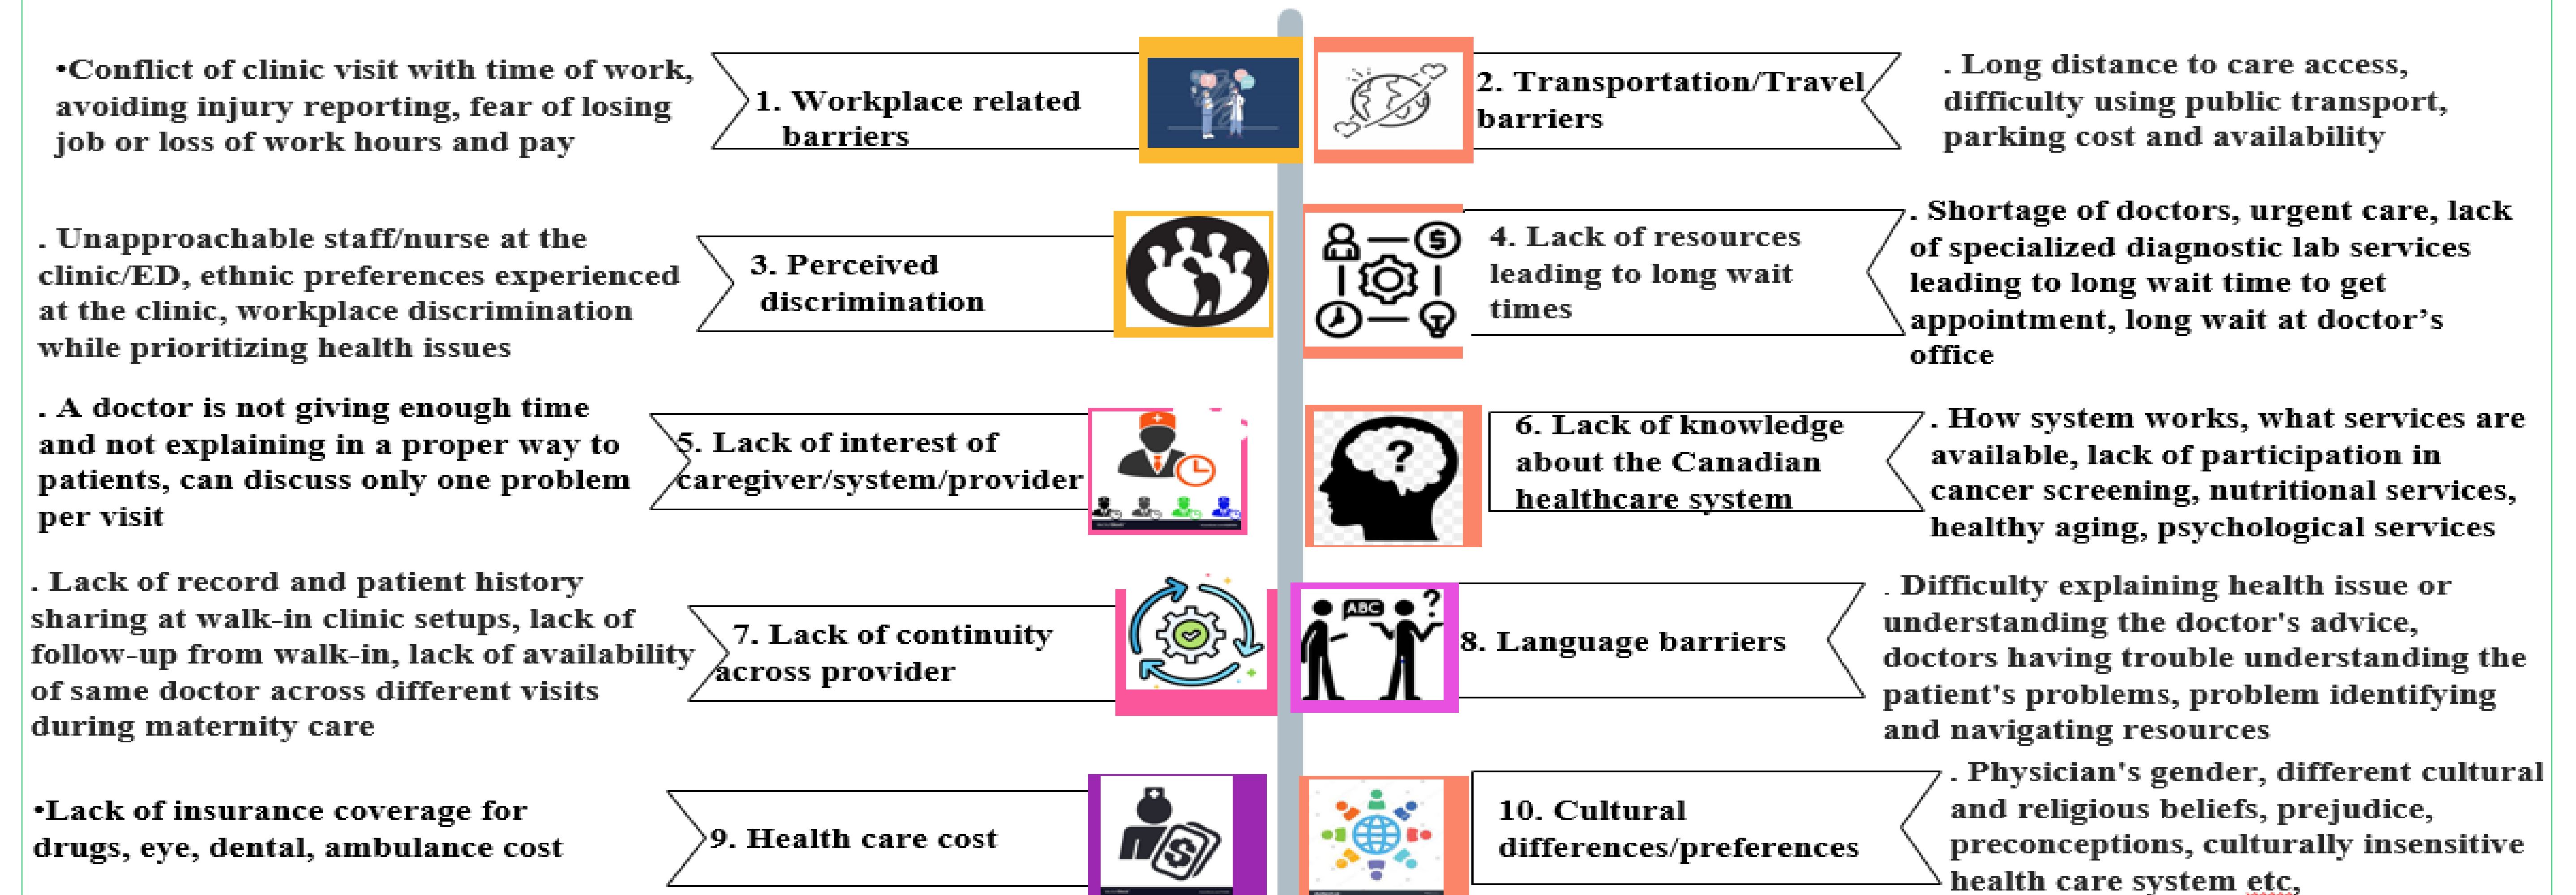 •Conflict of clinic visit with time of work,
avoiding injury reporting, fear of losing
job or loss of work hours and pay
1. Workplace related
barriers
2. Transportation/Travel
barriers
. Long distance to care access,
difficulty using public transport,
parking cost and availability
. Unapproachable staff/nurse at the
clinic/ED, ethnic preferences experienced
at the clinic, workplace discrimination
while prioritizing health issues
3. Perceived
discrimination
4. Lack of resources
leading to long wait
times
. Shortage of doctors, urgent care, lack
of specialized diagnostic lab services
leading to long wait time to get
appointment, long wait at doctor’s
office
. A doctor is not giving enough time
and not explaining in a proper way to
patients, can discuss only one problem
per visit
5. Lack of interest of
caregiver/system/provider
?
6. Lack of knowledge
about the Canadian
healthcare system
. How system works, what services are
available, lack of participation in
cancer screening, nutritional services,
healthy aging, psychological services
. Lack of record and patient history
sharing at walk-in clinic setups, lack of
follow-up from walk-in, lack of availability
of same doctor across different visits
during maternity care
7. Lack of continuity
across provider
ABC ?
8. Language barriers
. Difficulty explaining health issue or
understanding the doctor's advice,
doctors having trouble understanding the
patient's problems, problem identifying
and navigating resources
•Lack of insurance coverage for
drugs, eye, dental, ambulance cost
9. Health care cost
10. Cultural
differences/preferences
. Physician's gender, different cultural
and religious beliefs, prejudice,
preconceptions, culturally insensitive
health care system etc,